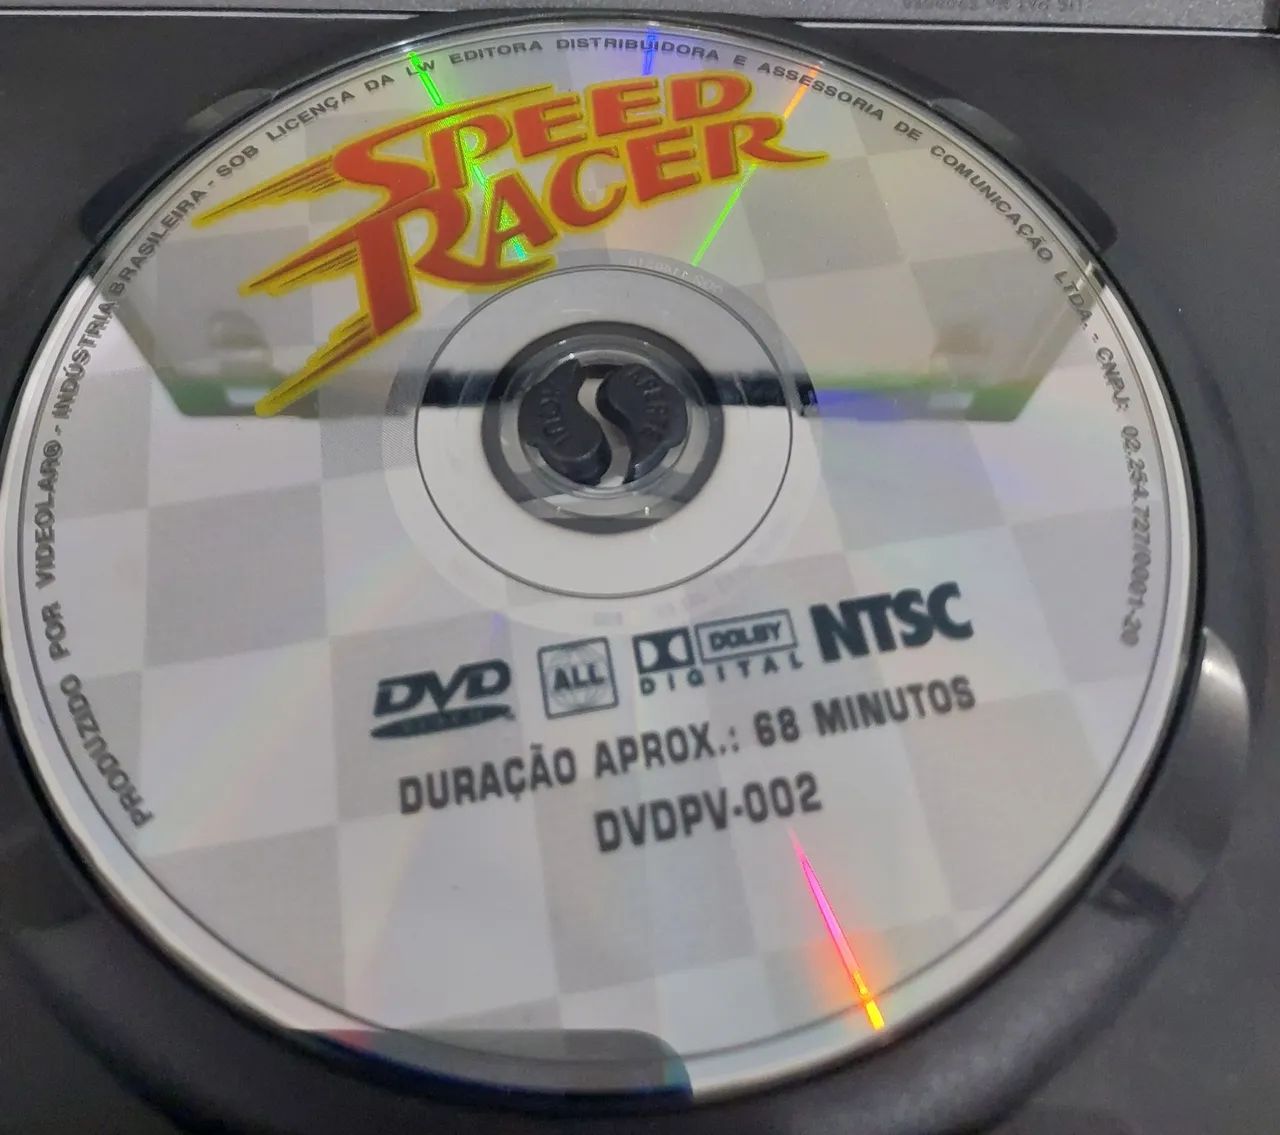 PRODUZIDO POR VIDEOLAR® - INDÚSTRIA BRASILEIRA - SOB LICENÇA DA LW EDITORA DISTRIBUIDORA E ASSESSORIA DE COMUNICAÇÃO LTDA. - CNPJ: 02.254.727/0001-20
SPEED
RACER
DVD
ALL
DOLBY
DIGITAL
NTSC
DURAÇÃO APROX.: 68 MINUTOS
DVDPV-002